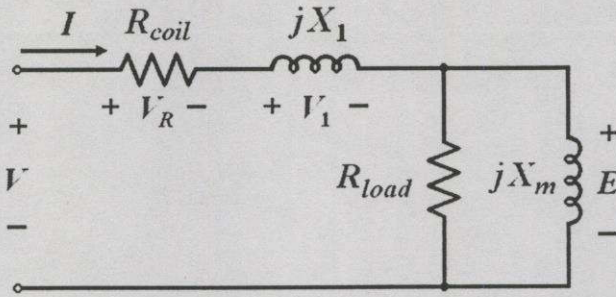 I R_coil jX_1
+ V_R − + V_1 −
+ V −
R_load jX_m
+ E −